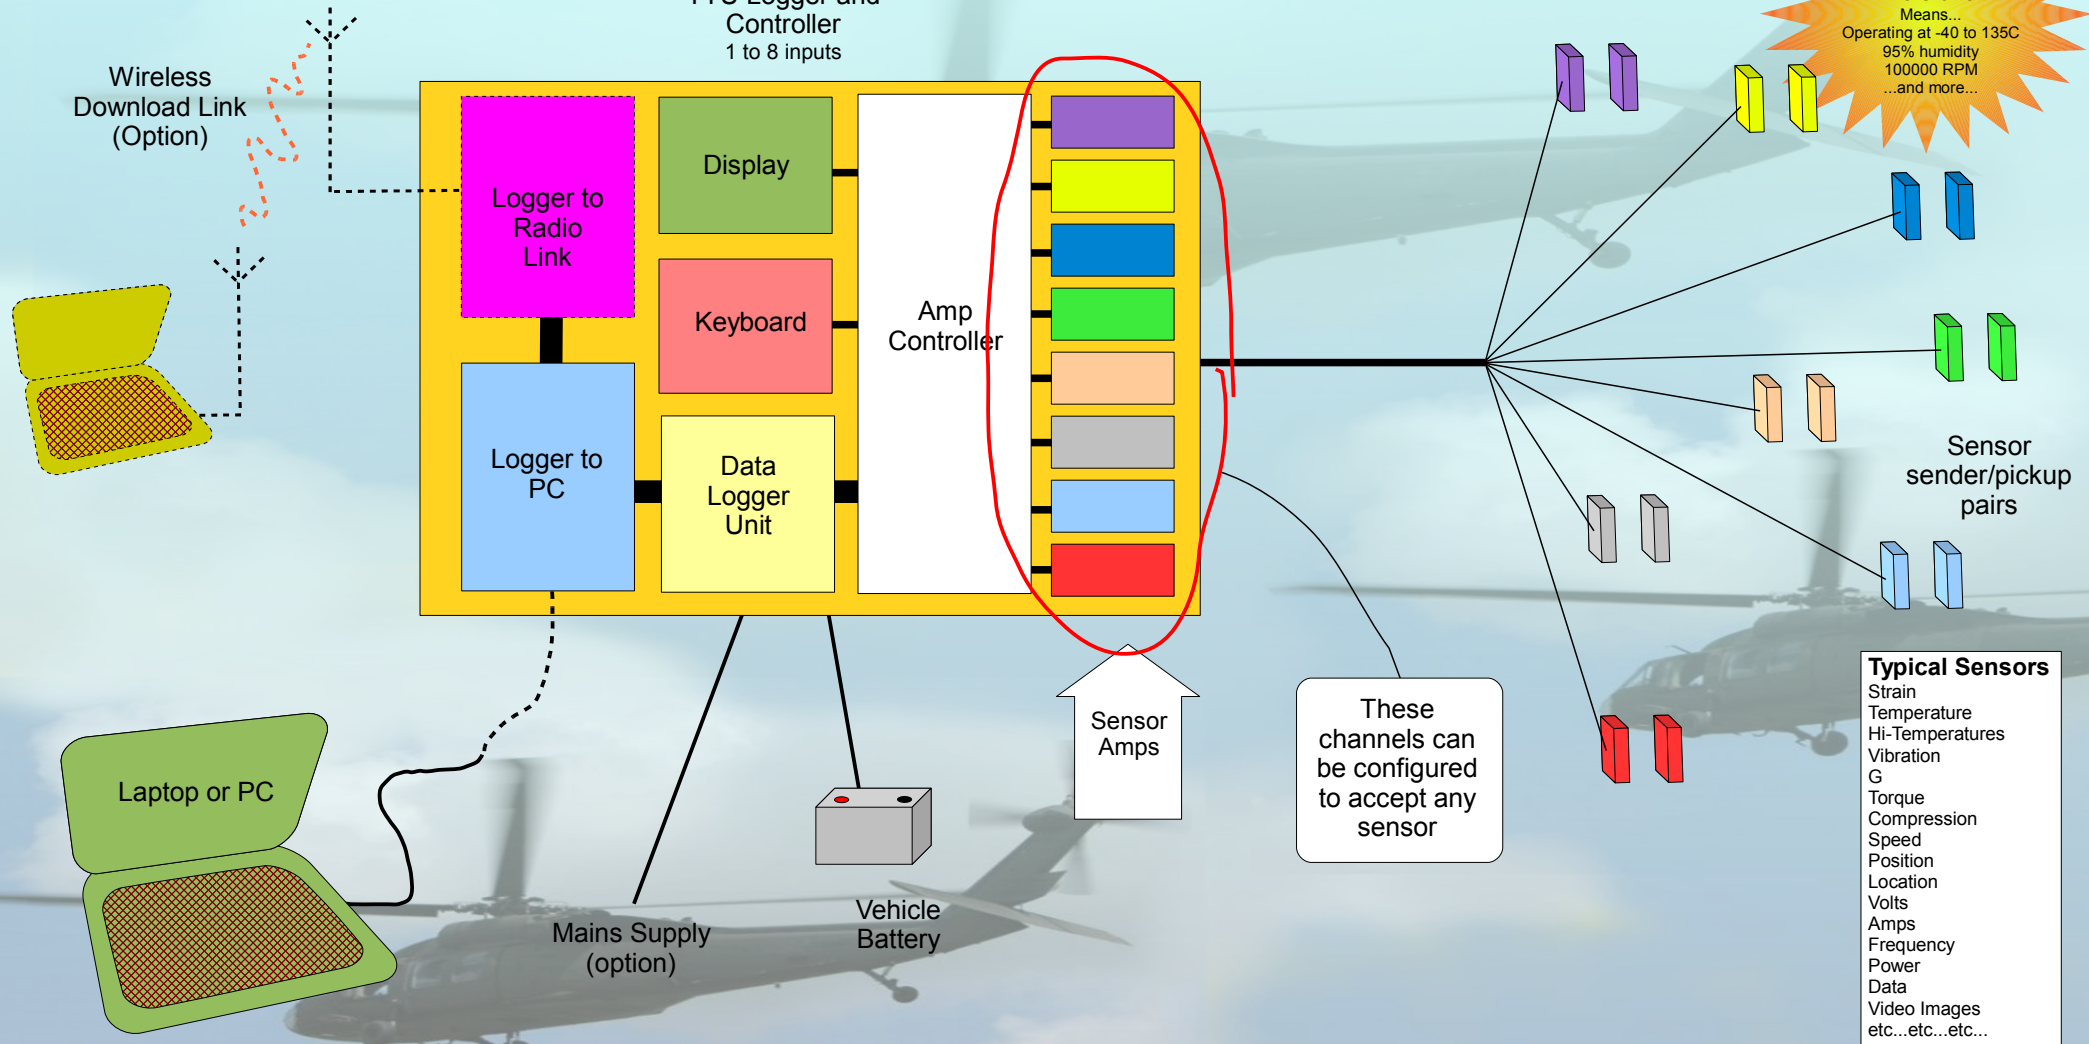 Logger and
Controller
1 to 8 inputs
Means...
Operating at -40 to 135C
95% humidity
100000 RPM
...and more...
Wireless
Download Link
(Option)
Logger to
Radio
Link
Display
Keyboard
Amp
Controller
Logger to
PC
Data
Logger
Unit
Sensor
sender/pickup
pairs
Sensor
Amps
These
channels can
be configured
to accept any
sensor
Laptop or PC
Mains Supply
(option)
Vehicle
Battery
Typical Sensors
Strain
Temperature
Hi-Temperatures
Vibration
G
Torque
Compression
Speed
Position
Location
Volts
Amps
Frequency
Power
Data
Video Images
etc...etc...etc...